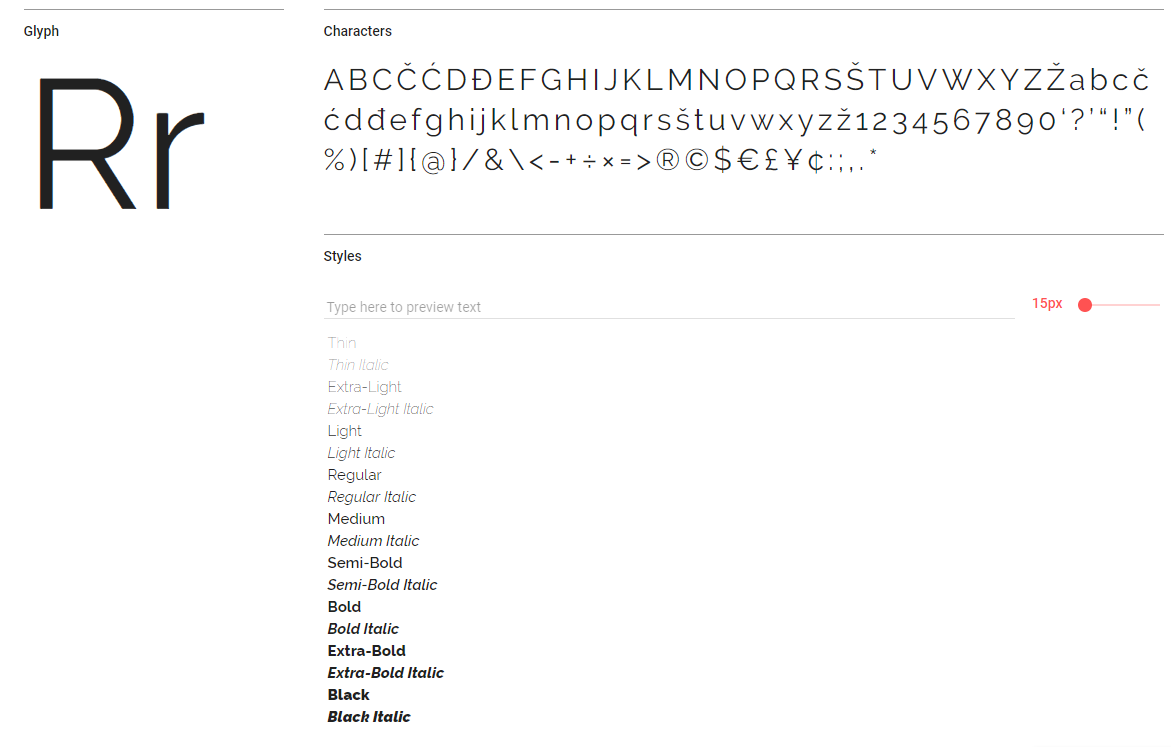 Glyph
Rr
Characters
ABCČĆDĐEFGHIJKLMNOPQRSŠTUVWXYZŽabcč
ćdđefghijklmnopqrsštuvwxyzž1234567890‘?’“!”(
%)[#]{@}/&\<-+÷×=>®©$€£¥¢:;,.*
Styles
Type here to preview text
15px
Thin
Thin Italic
Extra-Light
Extra-Light Italic
Light
Light Italic
Regular
Regular Italic
Medium
Medium Italic
Semi-Bold
Semi-Bold Italic
Bold
Bold Italic
Extra-Bold
Extra-Bold Italic
Black
Black Italic